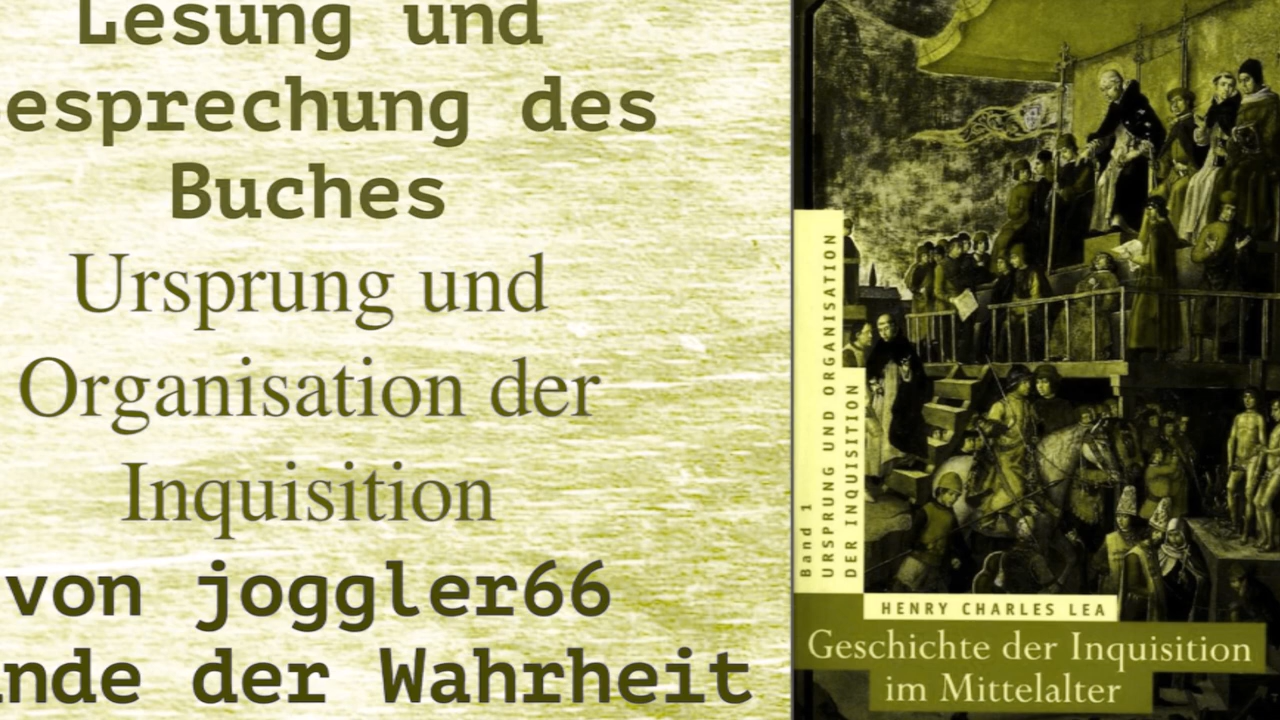 Lesung und
esprechung des
Buches
Ursprung und
Organisation der
Inquisition
von joggler66
nde der Wahrheit
Band 1
URSPRUNG UND ORGANISATION
DER INQUISITION
HENRY CHARLES LEA
Geschichte der Inquisition
im Mittelalter